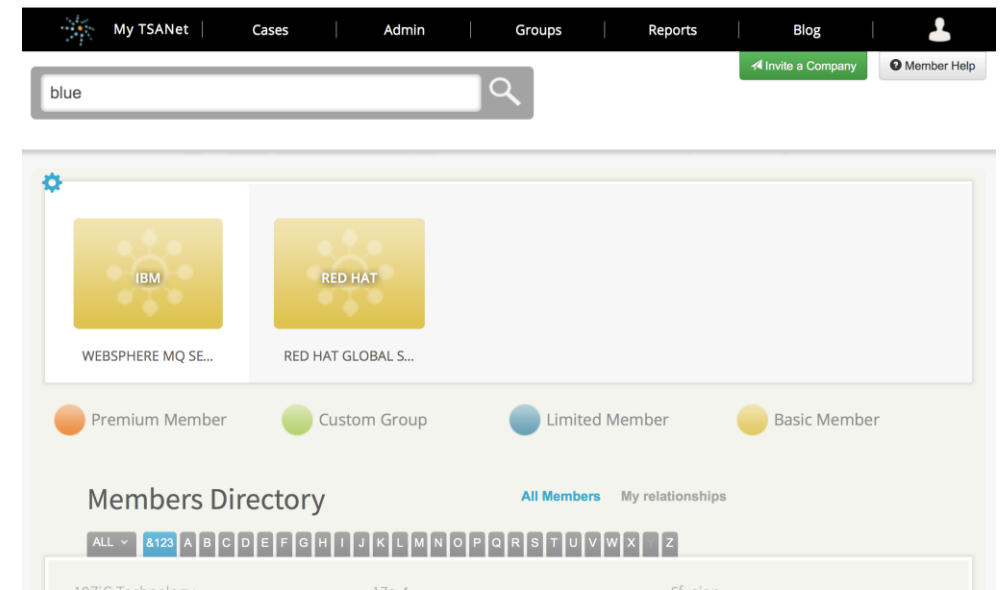 My TSANet Cases Admin Groups Reports Blog
Invite a Company Member Help
blue
IBM RED HAT
WEBSPHERE MQ SE... RED HAT GLOBAL S...
Premium Member Custom Group Limited Member Basic Member
Members Directory All Members My relationships
ALL &123 A B C D E F G H I J K L M N O P Q R S T U V W X Y Z